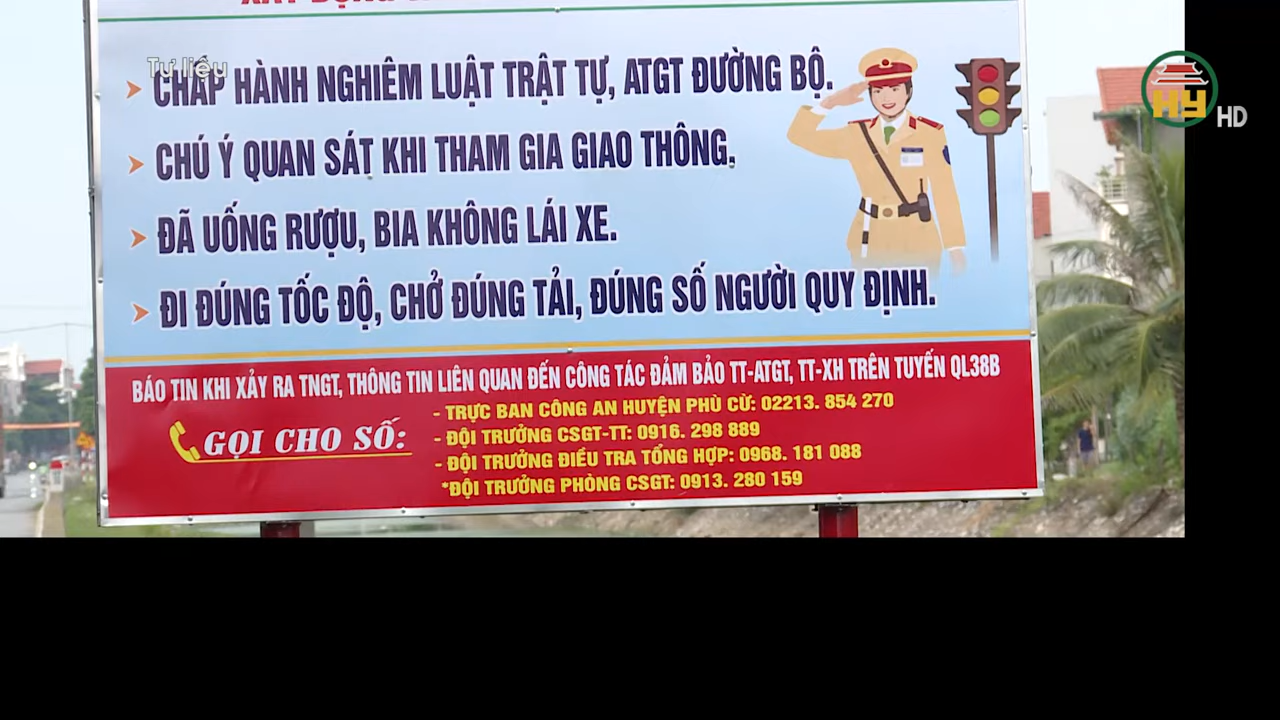 Tư liệu
HY HD
CHẤP HÀNH NGHIÊM LUẬT TRẬT TỰ, ATGT ĐƯỜNG BỘ.
CHÚ Ý QUAN SÁT KHI THAM GIA GIAO THÔNG.
ĐÃ UỐNG RƯỢU, BIA KHÔNG LÁI XE.
ĐI ĐÚNG TỐC ĐỘ, CHỞ ĐÚNG TẢI, ĐÚNG SỐ NGƯỜI QUY ĐỊNH.
BÁO TIN KHI XẢY RA TNGT, THÔNG TIN LIÊN QUAN ĐẾN CÔNG TÁC ĐẢM BẢO TT-ATGT, TT-XH TRÊN TUYẾN QL38B
GỌI CHO SỐ:
- TRỰC BAN CÔNG AN HUYỆN PHÙ CỪ: 02213. 854 270
- ĐỘI TRƯỞNG CSGT-TT: 0916. 298 889
- ĐỘI TRƯỞNG ĐIỀU TRA TỔNG HỢP: 0968. 181 088
*ĐỘI TRƯỞNG PHÒNG CSGT: 0913. 280 159